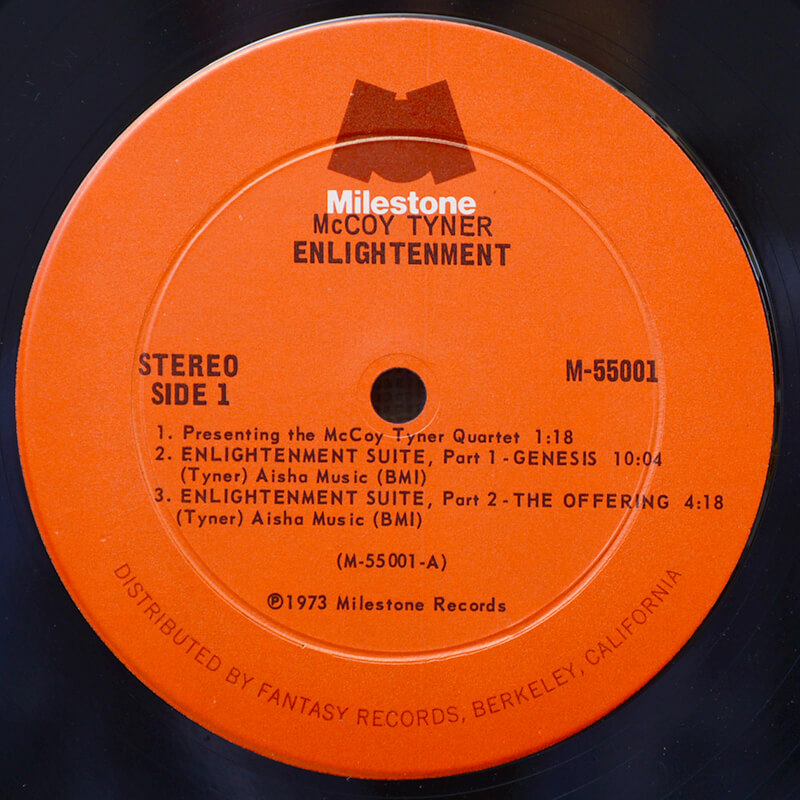 Milestone
McCOY TYNER
ENLIGHTENMENT
STEREO
SIDE 1
M-55001
1. Presenting the McCoy Tyner Quartet 1:18
2. ENLIGHTENMENT SUITE, Part 1 - GENESIS 10:04
(Tyner) Aisha Music (BMI)
3. ENLIGHTENMENT SUITE, Part 2 - THE OFFERING 4:18
(Tyner) Aisha Music (BMI)
(M-55001-A)
℗1973 Milestone Records
DISTRIBUTED BY FANTASY RECORDS, BERKELEY, CALIFORNIA